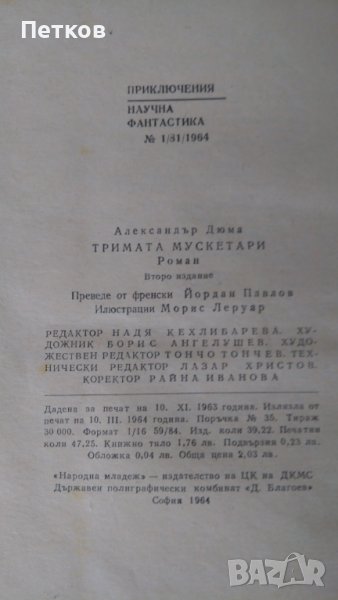 Петков
ПРИКЛЮЧЕНИЯ
НАУЧНА
ФАНТАСТИКА
№ 1/81/1964
Александър Дюма
ТРИМАТА МУСКЕТАРИ
Роман
Второ издание
Преведе от френски Йордан Павлов
Илюстрации Морис Леруар
РЕДАКТОР НАДЯ КЕХЛИБАРЕВА. ХУ-
ДОЖНИК БОРИС АНГЕЛУШЕВ. ХУДО-
ЖЕСТВЕН РЕДАКТОР ТОНЧО ТОНЧЕВ. ТЕХ-
НИЧЕСКИ РЕДАКТОР ЛАЗАР ХРИСТОВ.
КОРЕКТОР РАЙНА ИВАНОВА
Дадена за печат на 10. XI. 1963 година. Излязла от
печат на 10. III. 1964 година. Поръчка № 35. Тираж
30 000. Формат 1/16 59/84. Изд. коли 39,22. Печатни
коли 47,25. Книжно тяло 1,76 лв. Подвързия 0,23 лв.
Обложка 0,04 лв. Обща цена 2,03 лв.
«Народна младеж» — издателство на ЦК на ДКМС
Държавен полиграфически комбинат «Д. Благоев»
София 1964
BAZAR